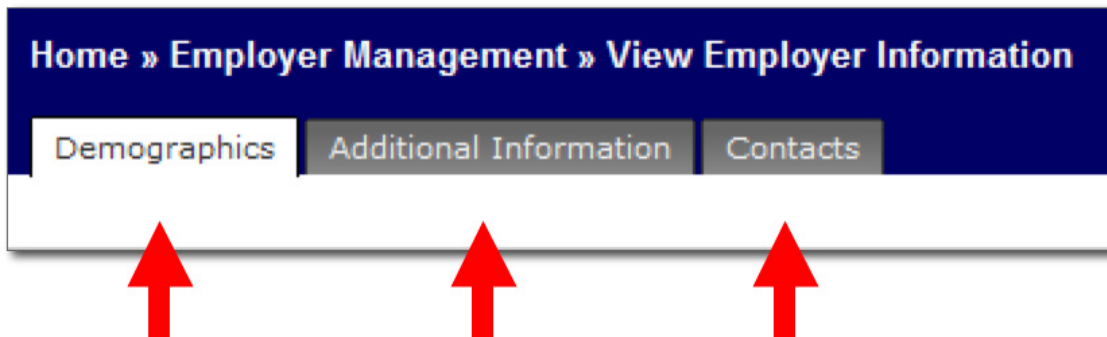 Home » Employer Management » View Employer Information
Demographics Additional Information Contacts